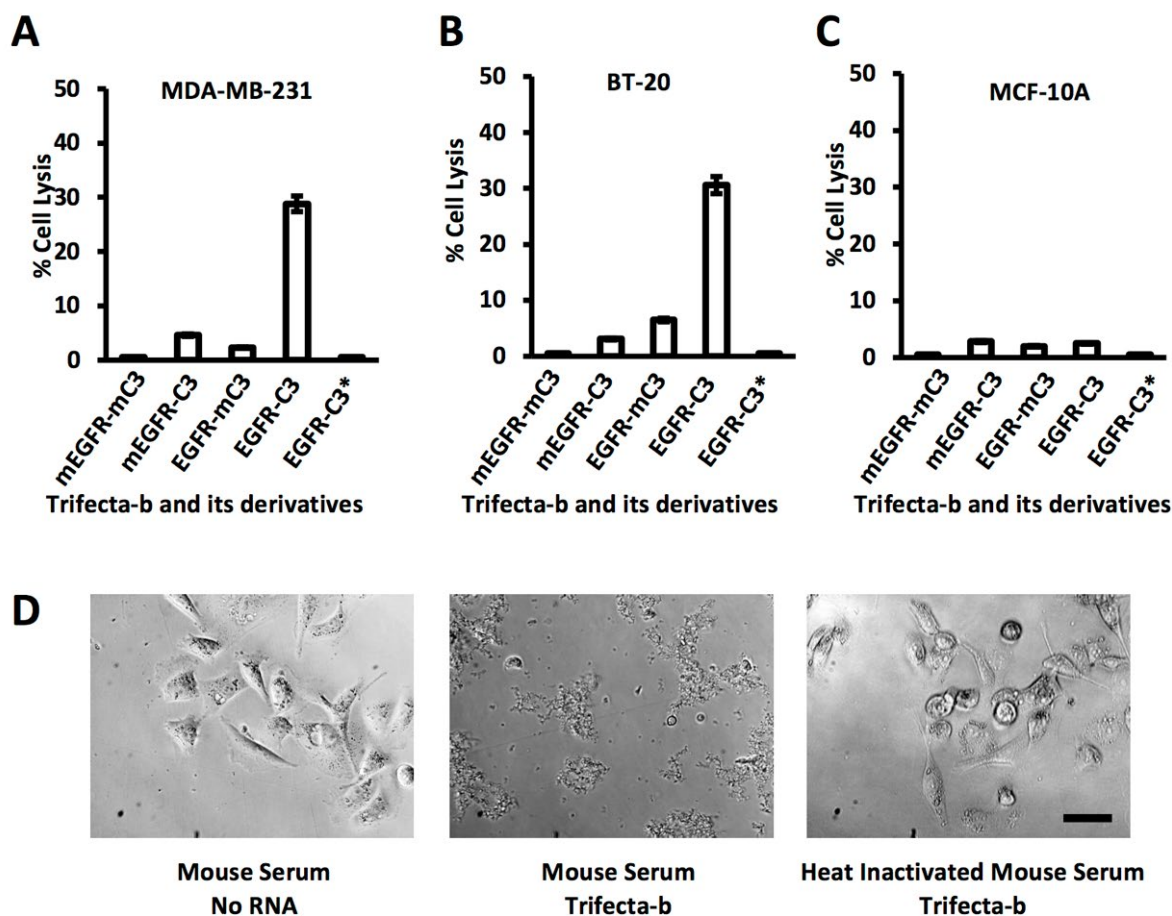 A
MDA-MB-231
% Cell Lysis
50
40
30
20
10
0
mEGFR-mC3
mEGFR-C3
EGFR-mC3
EGFR-C3
EGFR-C3*
Trifecta-b and its derivatives
B
BT-20
% Cell Lysis
50
40
30
20
10
0
mEGFR-mC3
mEGFR-C3
EGFR-mC3
EGFR-C3
EGFR-C3*
Trifecta-b and its derivatives
C
MCF-10A
% Cell Lysis
50
40
30
20
10
0
mEGFR-mC3
mEGFR-C3
EGFR-mC3
EGFR-C3
EGFR-C3*
Trifecta-b and its derivatives
D
Mouse Serum
No RNA
Mouse Serum
Trifecta-b
Heat Inactivated Mouse Serum
Trifecta-b